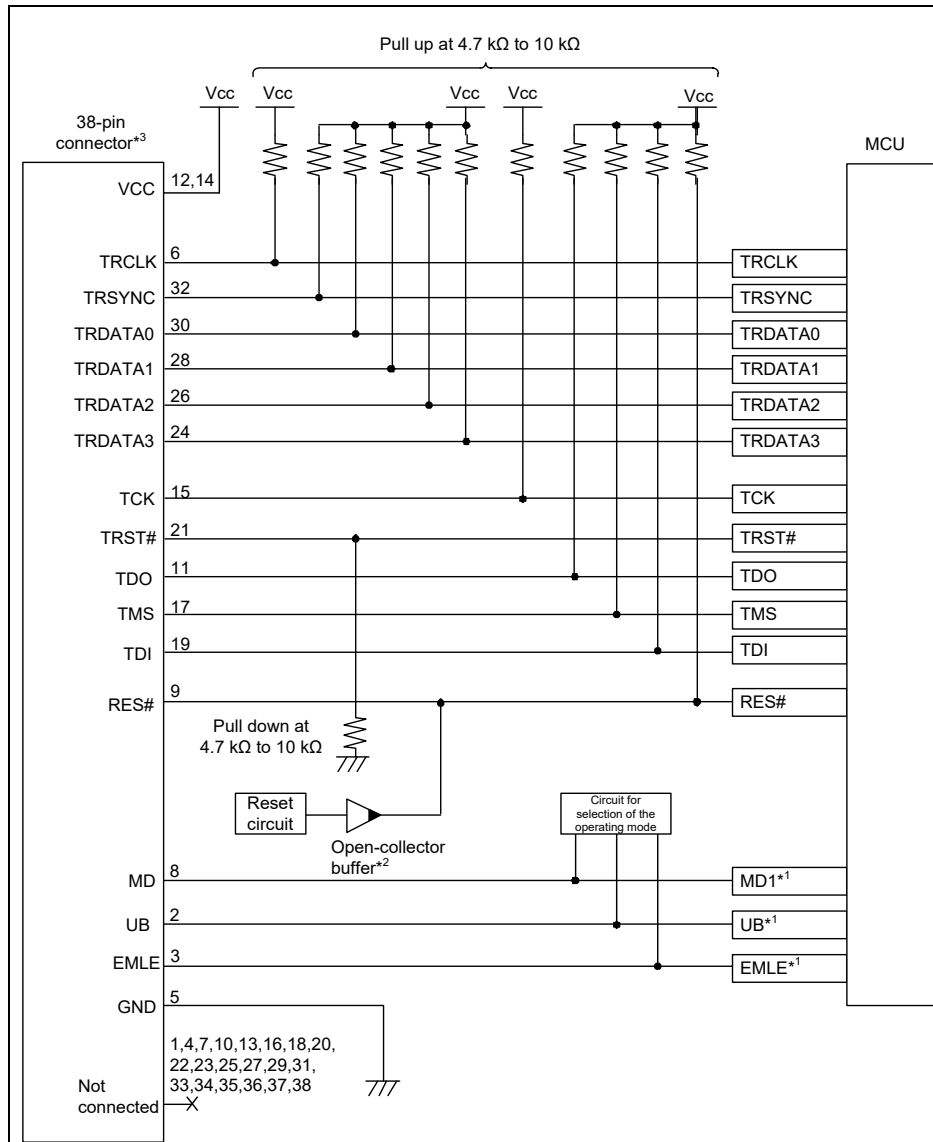 Pull up at 4.7 kΩ to 10 kΩ
Vcc Vcc Vcc Vcc Vcc
38-pin
connector*3
MCU
VCC 12,14
TRCLK 6 TRCLK
TRSYNC 32 TRSYNC
TRDATA0 30 TRDATA0
TRDATA1 28 TRDATA1
TRDATA2 26 TRDATA2
TRDATA3 24 TRDATA3
TCK 15 TCK
TRST# 21 TRST#
TDO 11 TDO
TMS 17 TMS
TDI 19 TDI
RES# 9 RES#
Pull down at
4.7 kΩ to 10 kΩ
Reset
circuit
Open-collector
buffer*2
Circuit for
selection of the
operating mode
MD 8 MD1*1
UB 2 UB*1
EMLE 3 EMLE*1
GND 5
1,4,7,10,13,16,18,20,
22,23,25,27,29,31,
33,34,35,36,37,38
Not
connected